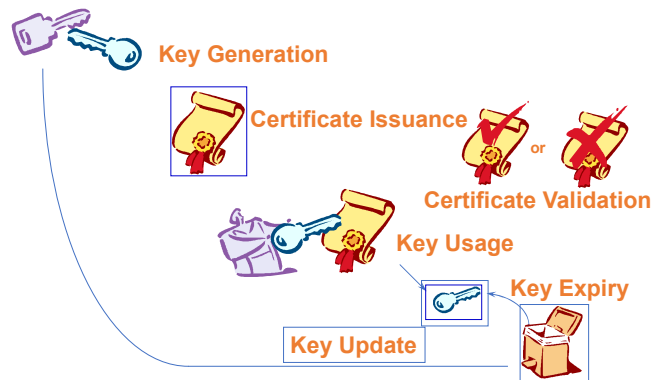 Key Generation
Certificate Issuance
or
Certificate Validation
Key Usage
Key Expiry
Key Update